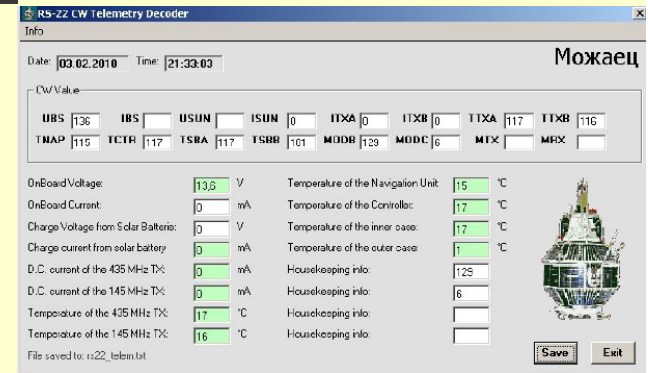 RS-22 CW Telemetry Decoder
Info
Date: 03.02.2010 Time: 21:33:03
Можаец
CW Value
UBS 136 IBS USUN ISUN 0 ITXA 0 ITXB 0 TTXA 117 TTXB 116
TNAP 115 TCTR 117 TSBA 117 TSBB 101 MODB 129 MODC 6 MTX MRX
OnBoard Voltage: 13,6 V Temperature of the Navigation Unit 15 °C
OnBoard Current: 0 mA Temperature of the Controller: 17 °C
Charge Voltage from Solar Batterie: 0 V Temperature of the inner case: 17 °C
Charge current from solar battery 0 mA Temperature of the outer case: 1 °C
D.C. current of the 435 MHz TX: 0 mA Housekeeping info: 129
D.C. current of the 145 MHz TX: 0 mA Housekeeping info: 6
Temperature of the 435 MHz TX: 17 °C Housekeeping info:
Temperature of the 145 MHz TX: 16 °C Housekeeping info:
File saved to: rs22_telem.txt Save Exit